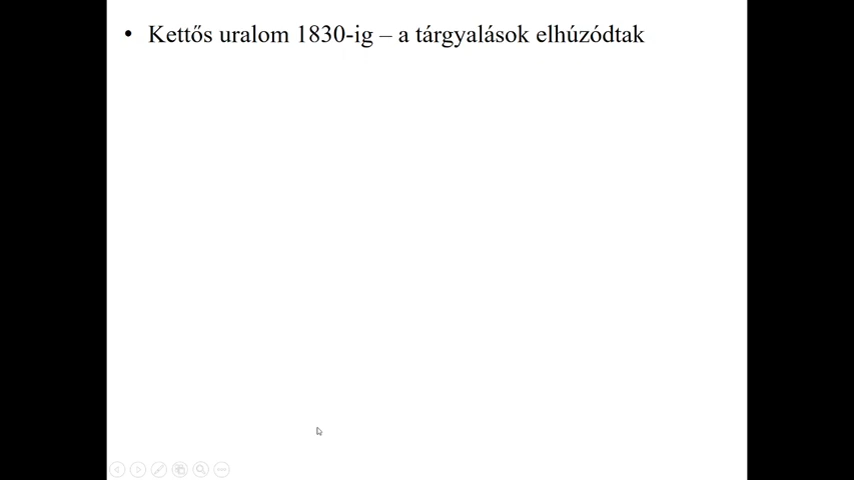 • Kettős uralom 1830-ig – a tárgyalások elhúzódtak